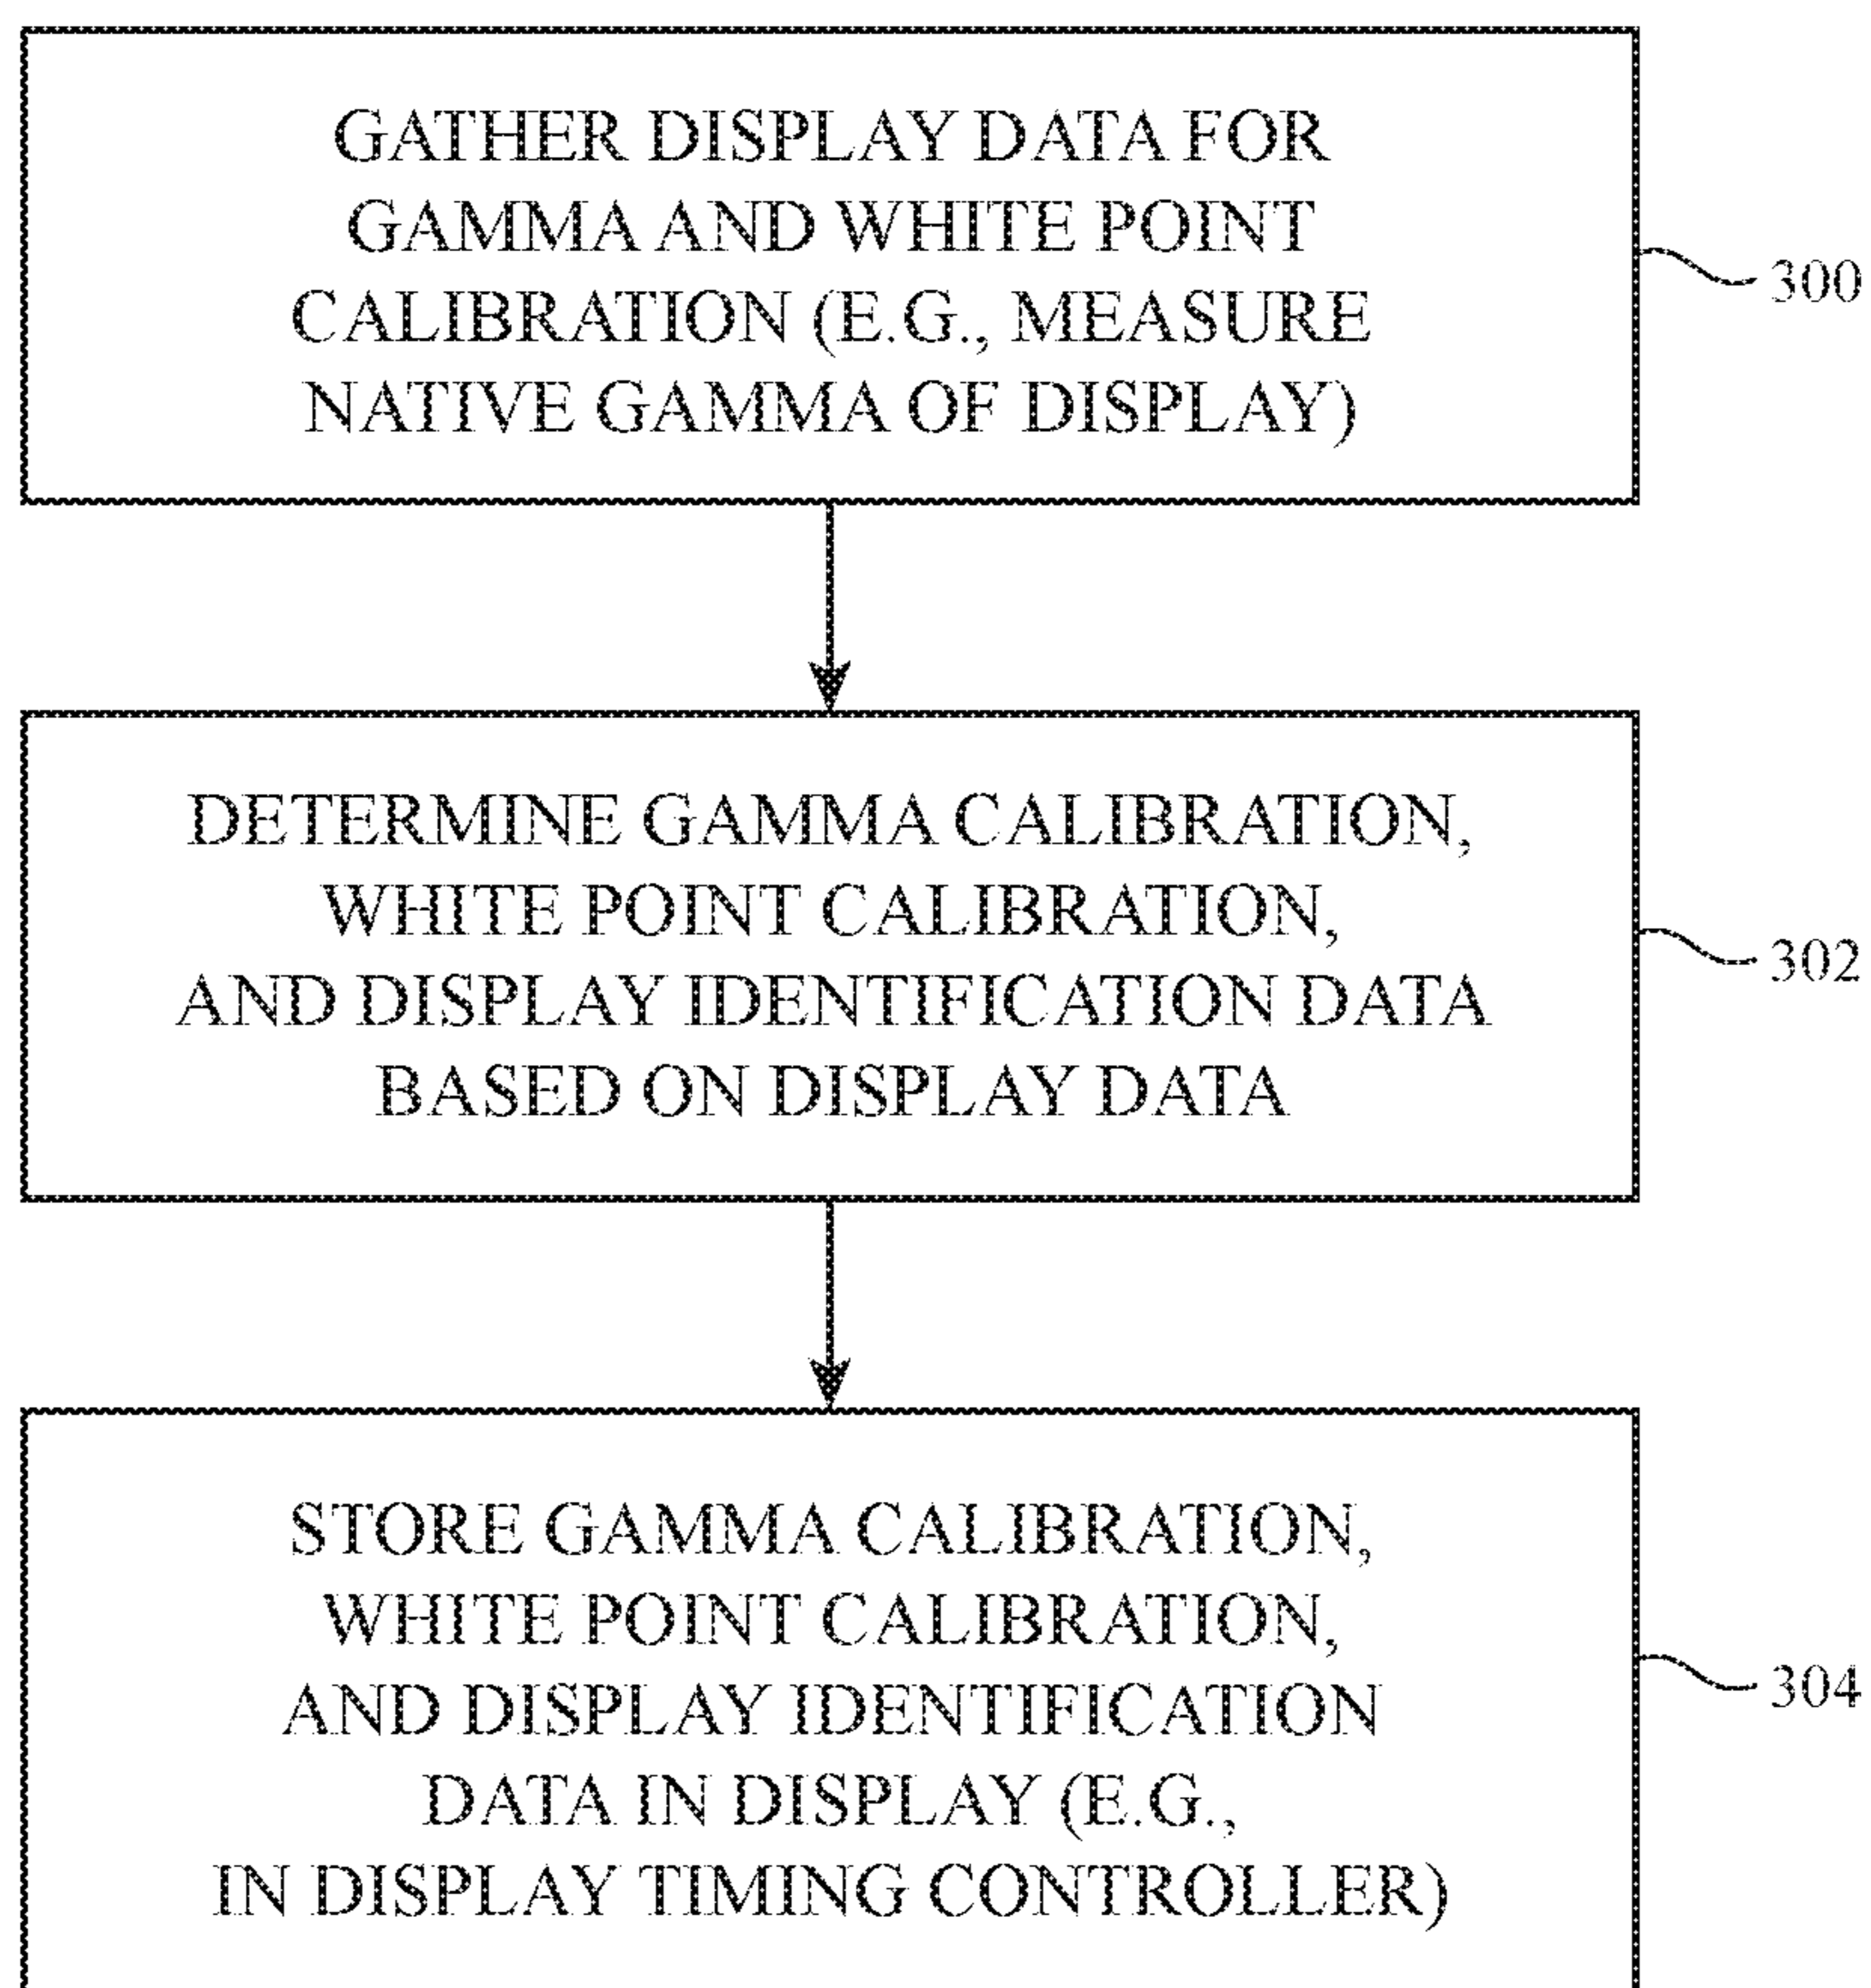 GATHER DISPLAY DATA FOR
GAMMA AND WHITE POINT
CALIBRATION (E.G., MEASURE
NATIVE GAMMA OF DISPLAY)
300
DETERMINE GAMMA CALIBRATION,
WHITE POINT CALIBRATION,
AND DISPLAY IDENTIFICATION DATA
BASED ON DISPLAY DATA
302
STORE GAMMA CALIBRATION,
WHITE POINT CALIBRATION,
AND DISPLAY IDENTIFICATION
DATA IN DISPLAY (E.G.,
IN DISPLAY TIMING CONTROLLER)
304